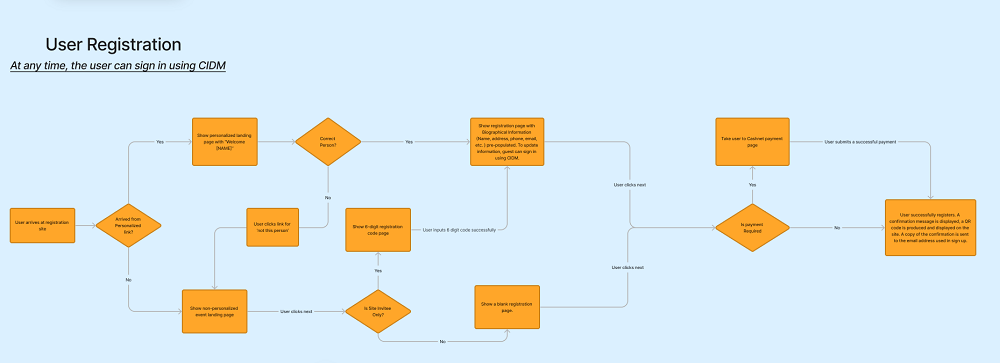 User Registration
At any time, the user can sign in using CIDM
Show personalized landing
page with "Welcome
[NAME]"
Correct
Person?
Show registration page with
Biographical Information
(Name, address, phone, email,
etc. ) pre-populated. To update
information, guest can sign in
using CIDM.
Take user to Cashnet payment
page
Yes
Yes
User submits a successful payment
User clicks next
Yes
No
User arrives at registration
site
Arrived from
Personalized
link?
User clicks link for
'not this person'
Show 6-digit registration
code page
User inputs 6 digit code successfully
Is payment
Required
No
User successfully registers. A
confirmation message is displayed, a QR
code is produced and displayed on the
site. A copy of the confirmation is sent
to the email address used in sign up.
No
Yes
User clicks next
Show non-personalized
event landing page
User clicks next
Is Site Invitee
Only?
Show a blank registration
page.
No